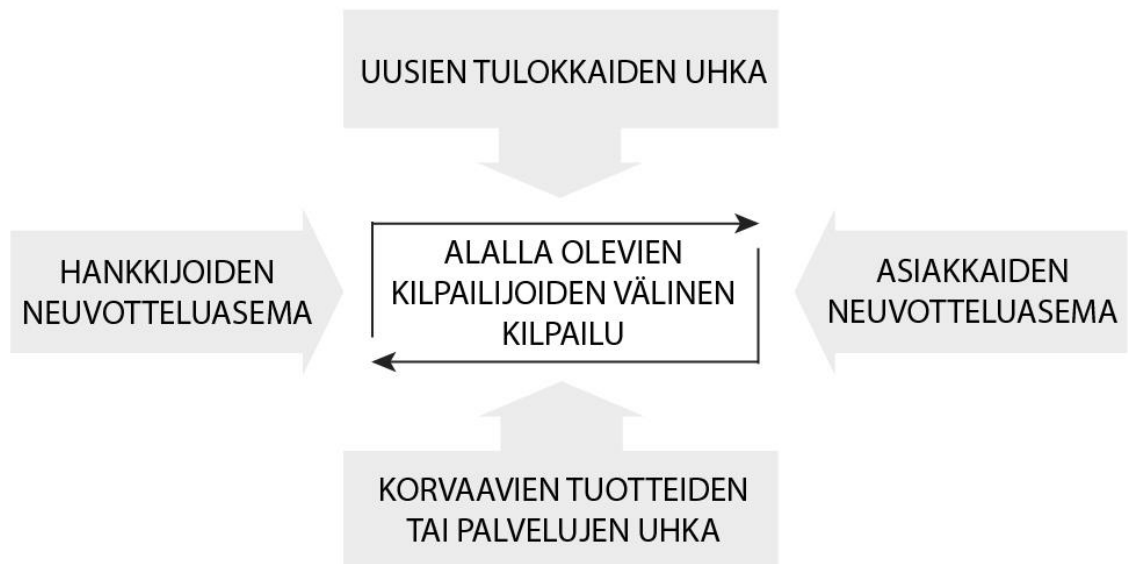 UUSIEN TULOKKAIDEN UHKA
HANKKIJOIDEN
NEUVOTTELUASEMA
ALALLA OLEVIEN
KILPAILIJOIDEN VÄLINEN
KILPAILU
ASIAKKAIDEN
NEUVOTTELUASEMA
KORVAAVIEN TUOTTEIDEN
TAI PALVELUJEN UHKA